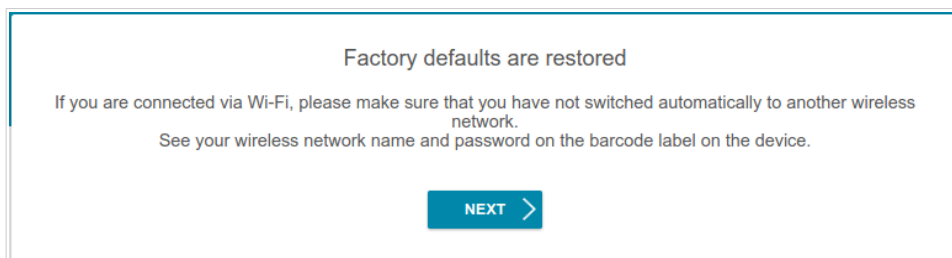 Factory defaults are restored
If you are connected via Wi-Fi, please make sure that you have not switched automatically to another wireless
network.
See your wireless network name and password on the barcode label on the device.
NEXT